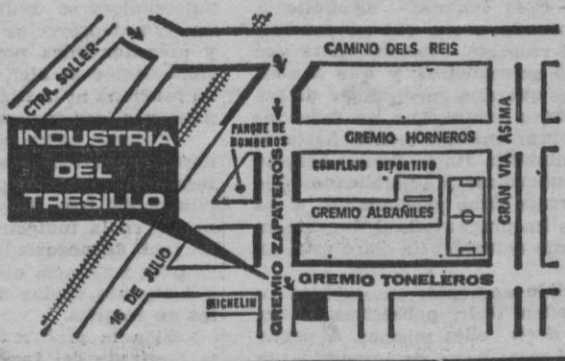 CTRA. SOLLER
CAMINO DELS REIS
INDUSTRIA
DEL
TRESILLO
PARQUE DE
BOMBEROS
GREMIO HORNEROS
COMPLEJO DEPORTIVO
GREMIO ALBAÑILES
GRAN VIA ASIMA
GREMIO ZAPATEROS
16 DE JULIO
GREMIO TONELEROS
MICHELIN